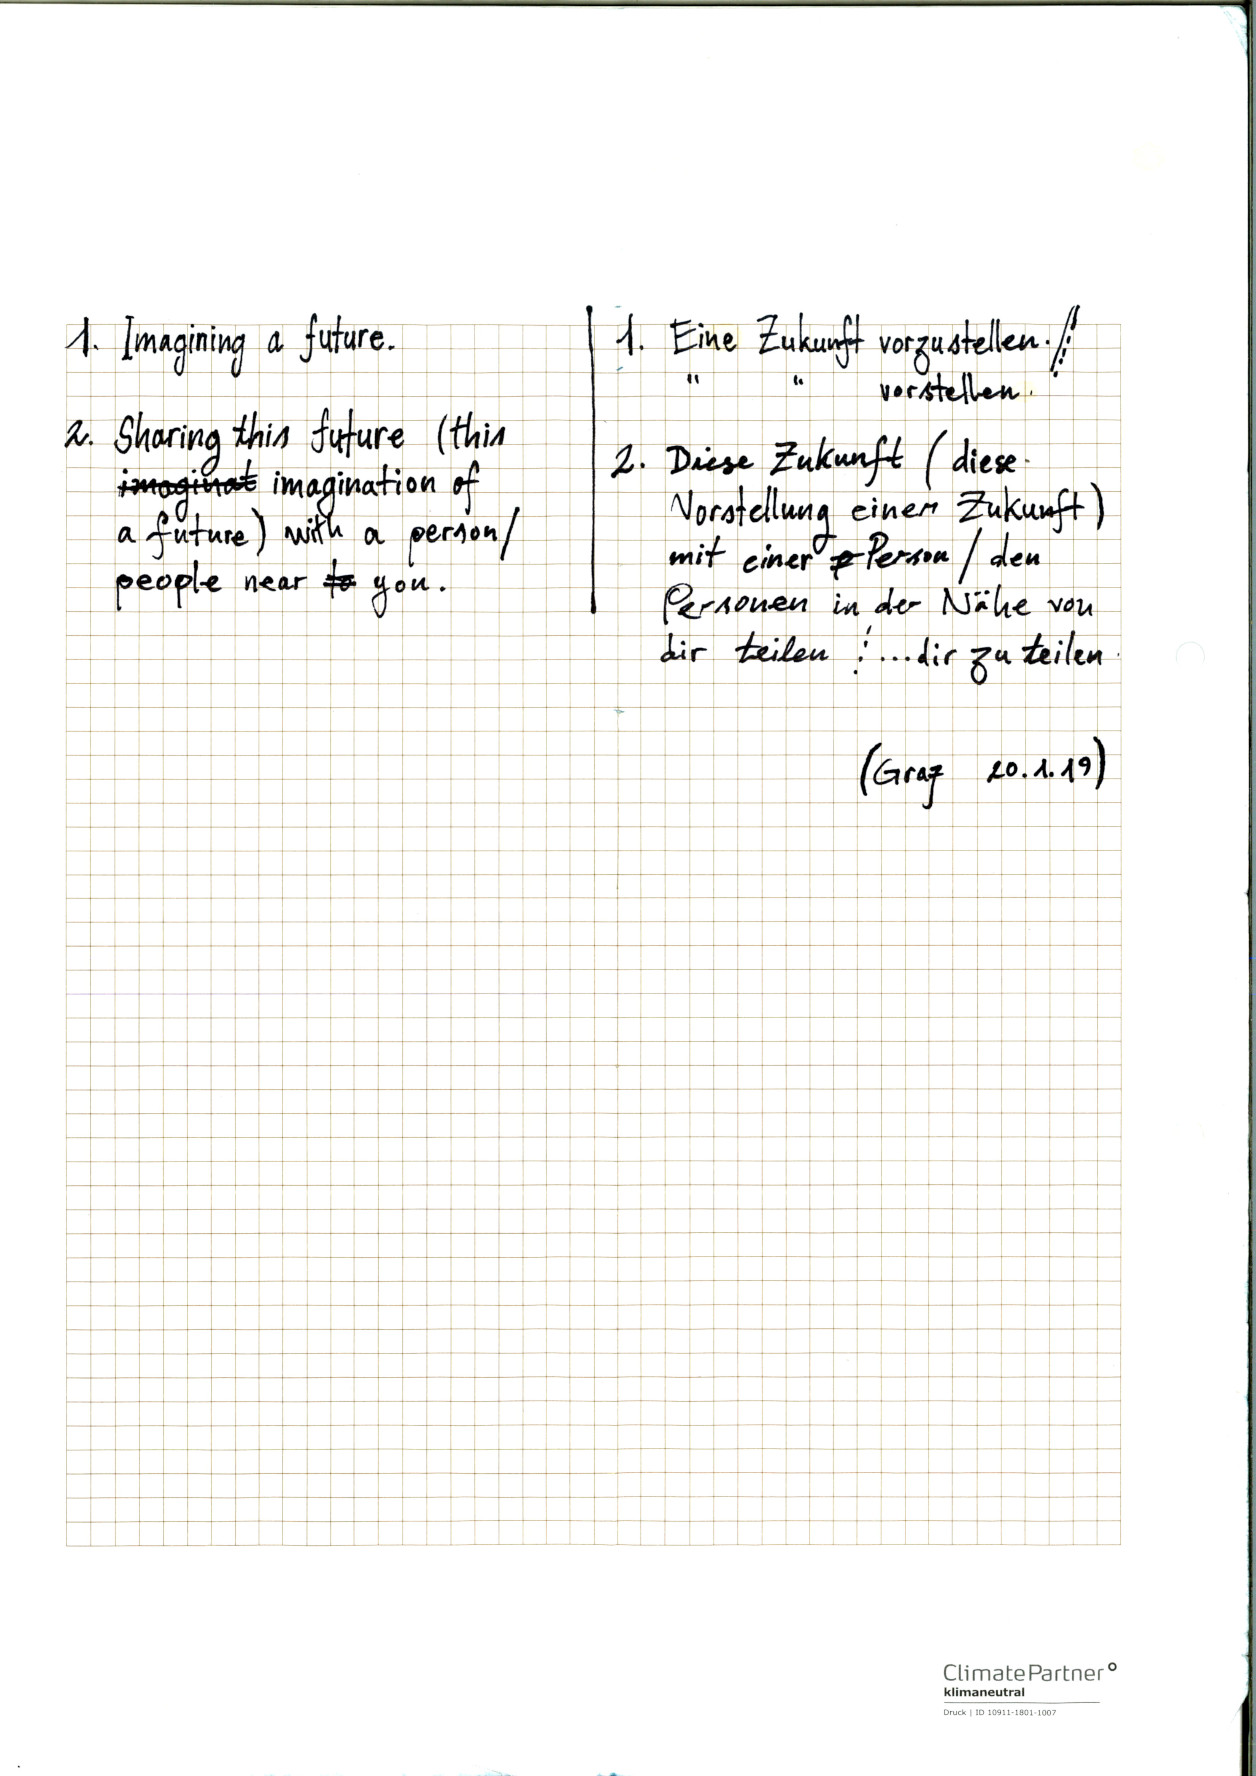 1. Imagining a future.
2. Sharing this future (this
imaginat imagination of
a future) with a person/
people near to you.
1. Eine Zukunft vorzustellen. //
" " vorstellen.
2. Diese Zukunft (diese
Vorstellung einer Zukunft)
mit einer p Person / den
Personen in der Nähe von
dir teilen ! ... dir zu teilen.
(Graz 20.1.19)
ClimatePartner°
klimaneutral
Druck | ID 10911-1801-1007